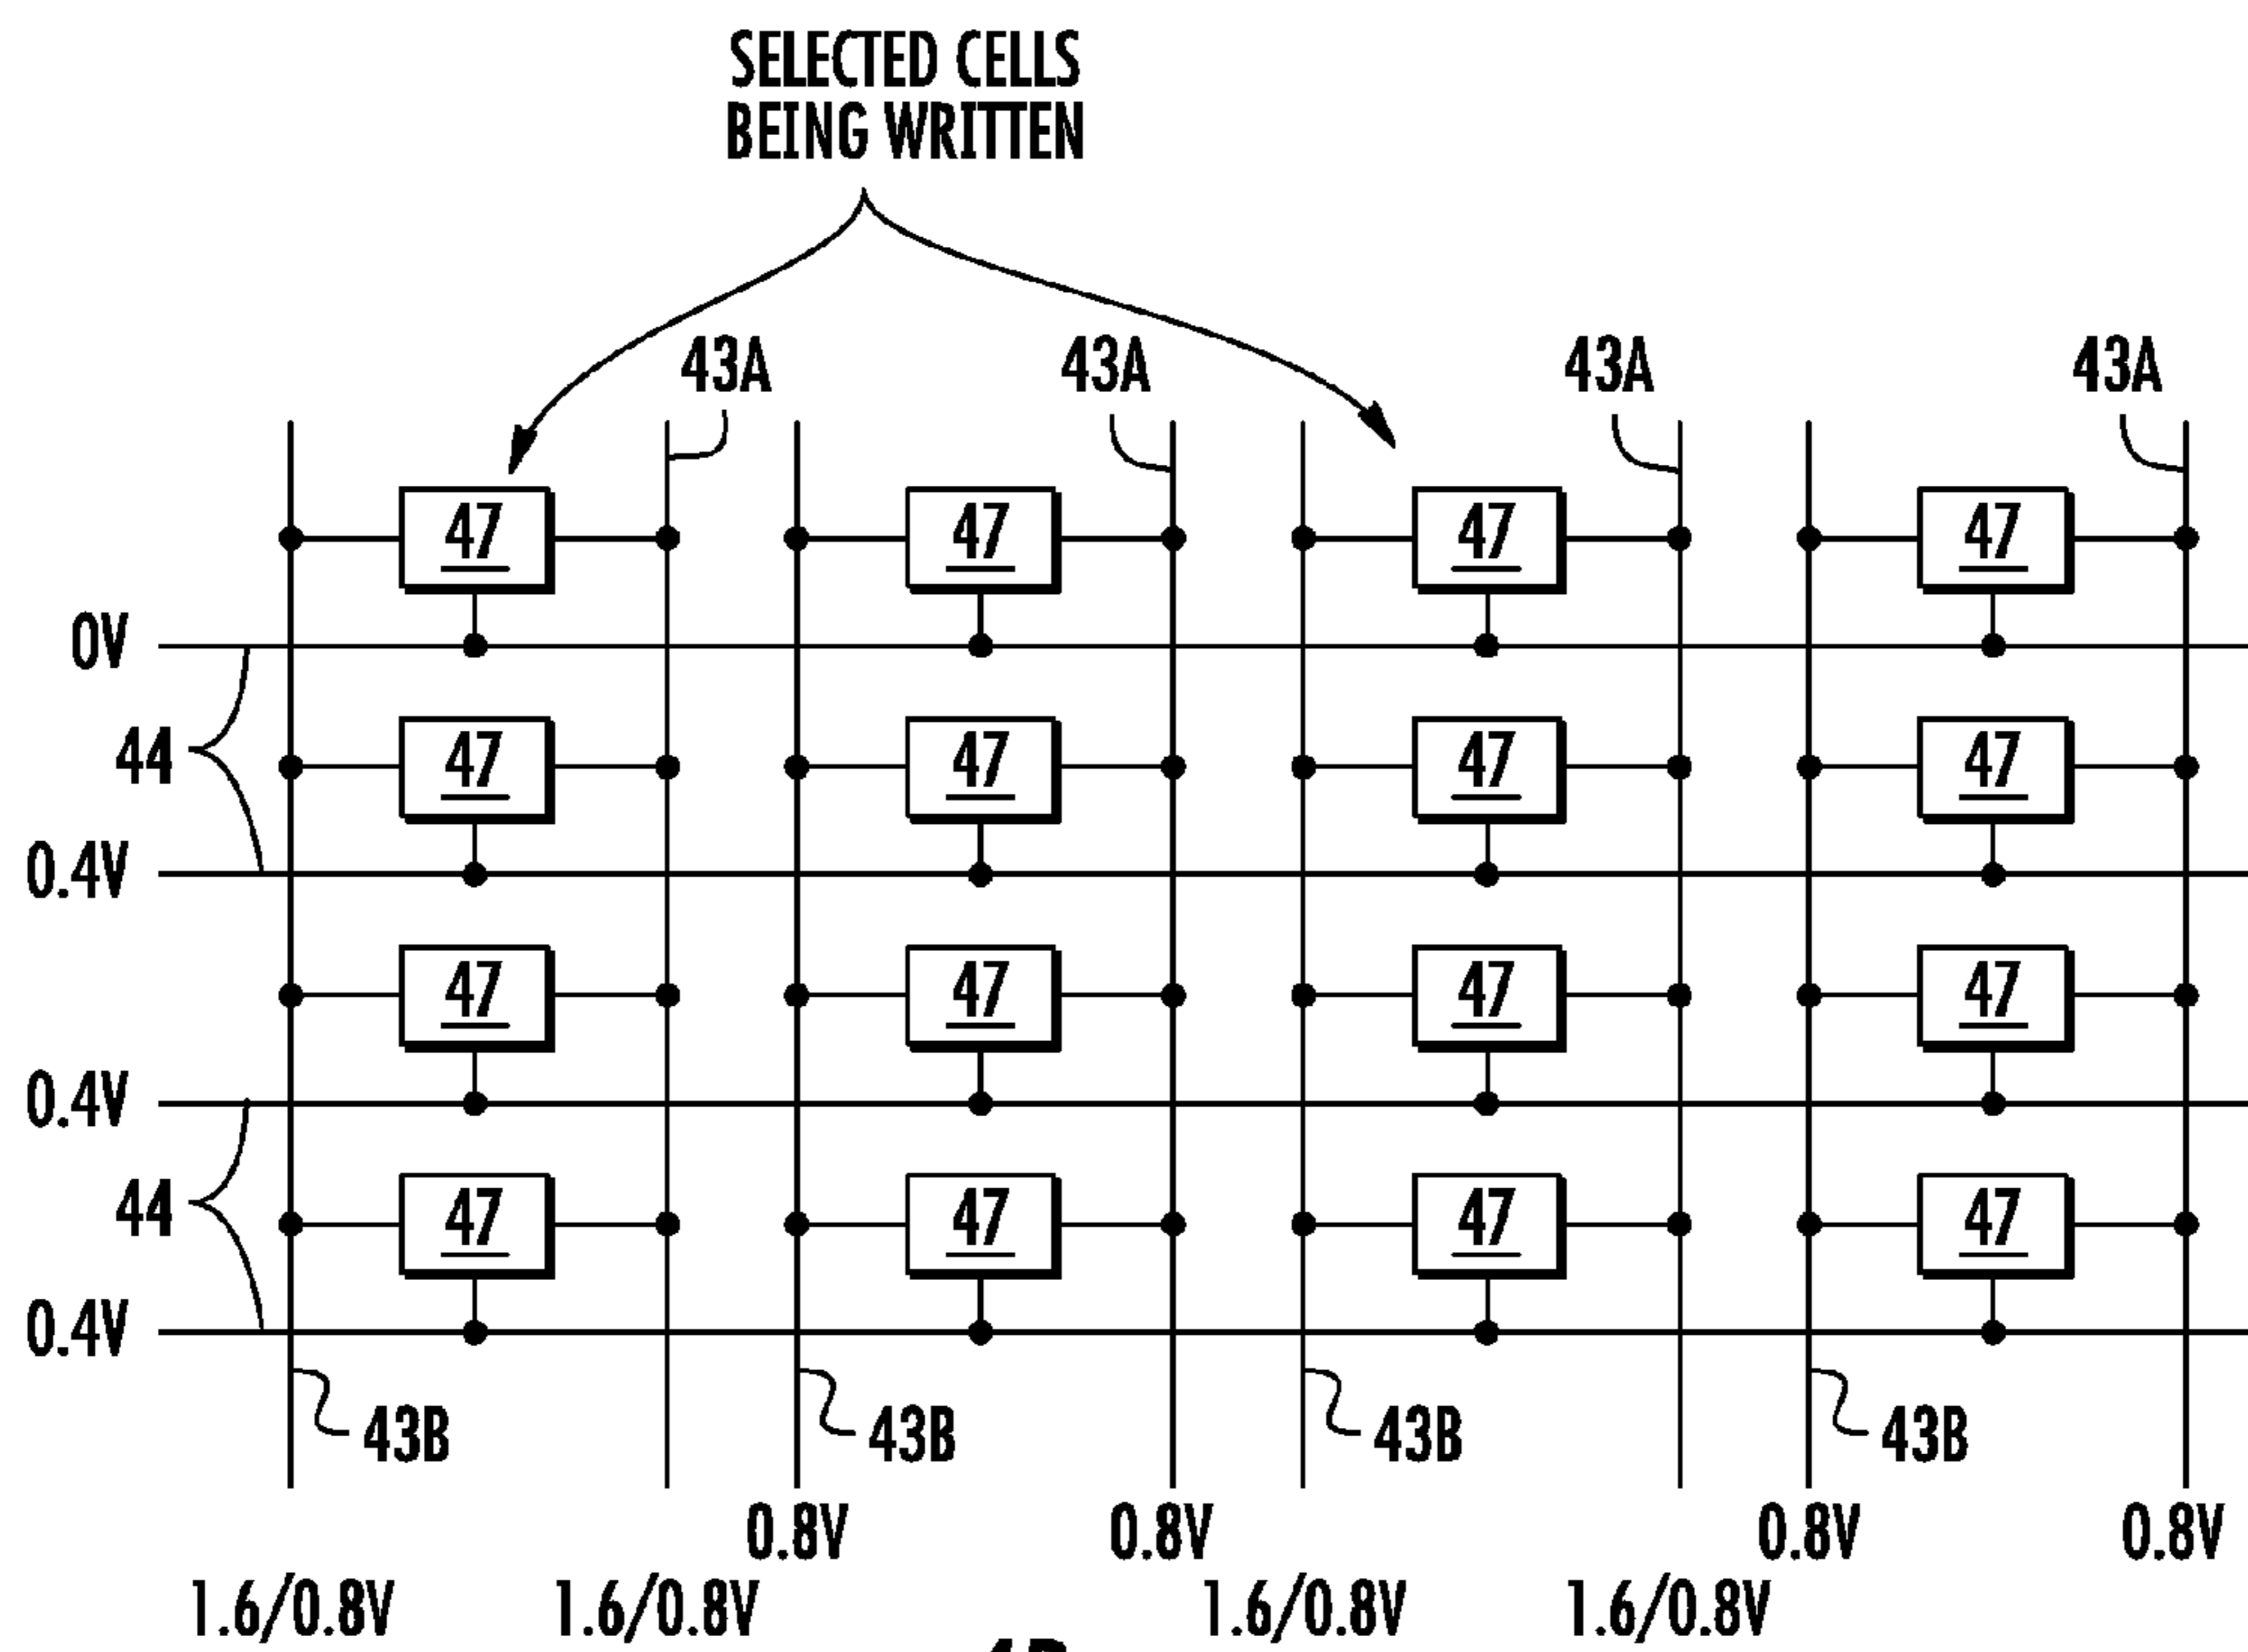 SELECTED CELLS
BEING WRITTEN
43A 43A 43A 43A
47 47 47 47
0V
44
47 47 47 47
0.4V
47 47 47 47
0.4V
44
47 47 47 47
0.4V
43B 43B 43B 43B
0.8V 0.8V 0.8V 0.8V
1.6/0.8V 1.6/0.8V 1.6/0.8V 1.6/0.8V